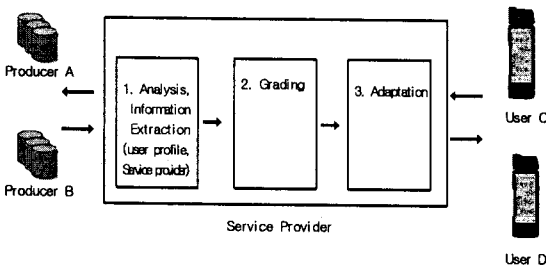 Producer A
Producer B
1. Analysis,
Information
Extraction
(user profile,
Service provider)
2. Grading
3. Adaptation
Service Provider
User C
User D